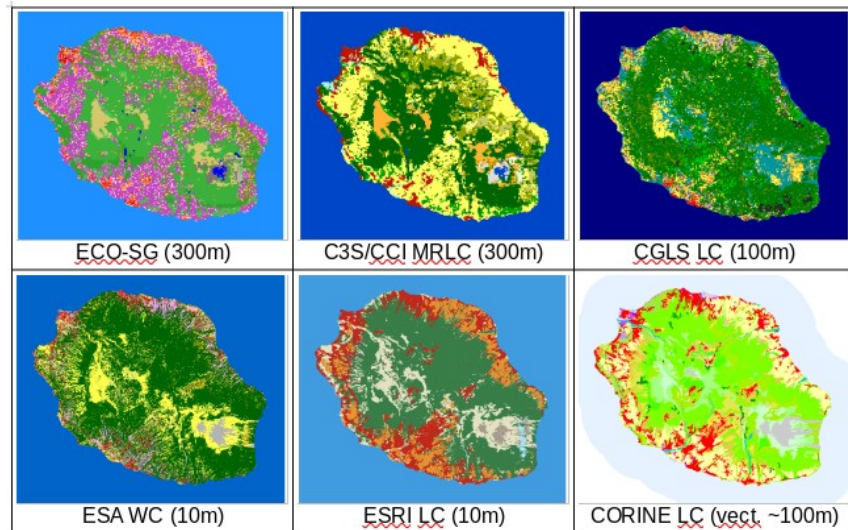 ECO-SG (300m)
C3S/CCI MRLC (300m)
CGLS LC (100m)
ESA WC (10m)
ESRI LC (10m)
CORINE LC (vect. ~100m)